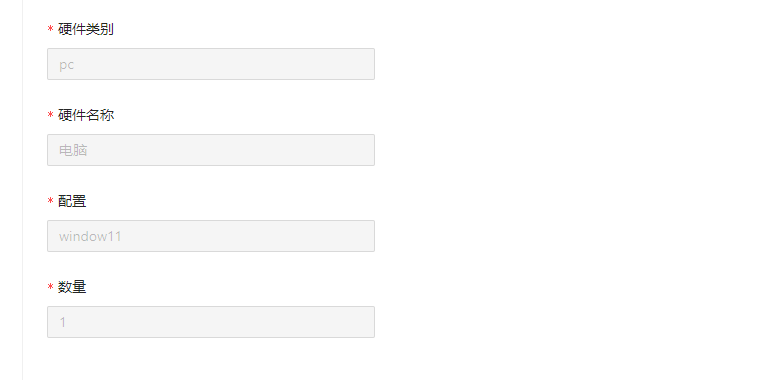 * 硬件类别
pc
* 硬件名称
电脑
* 配置
window11
* 数量
1